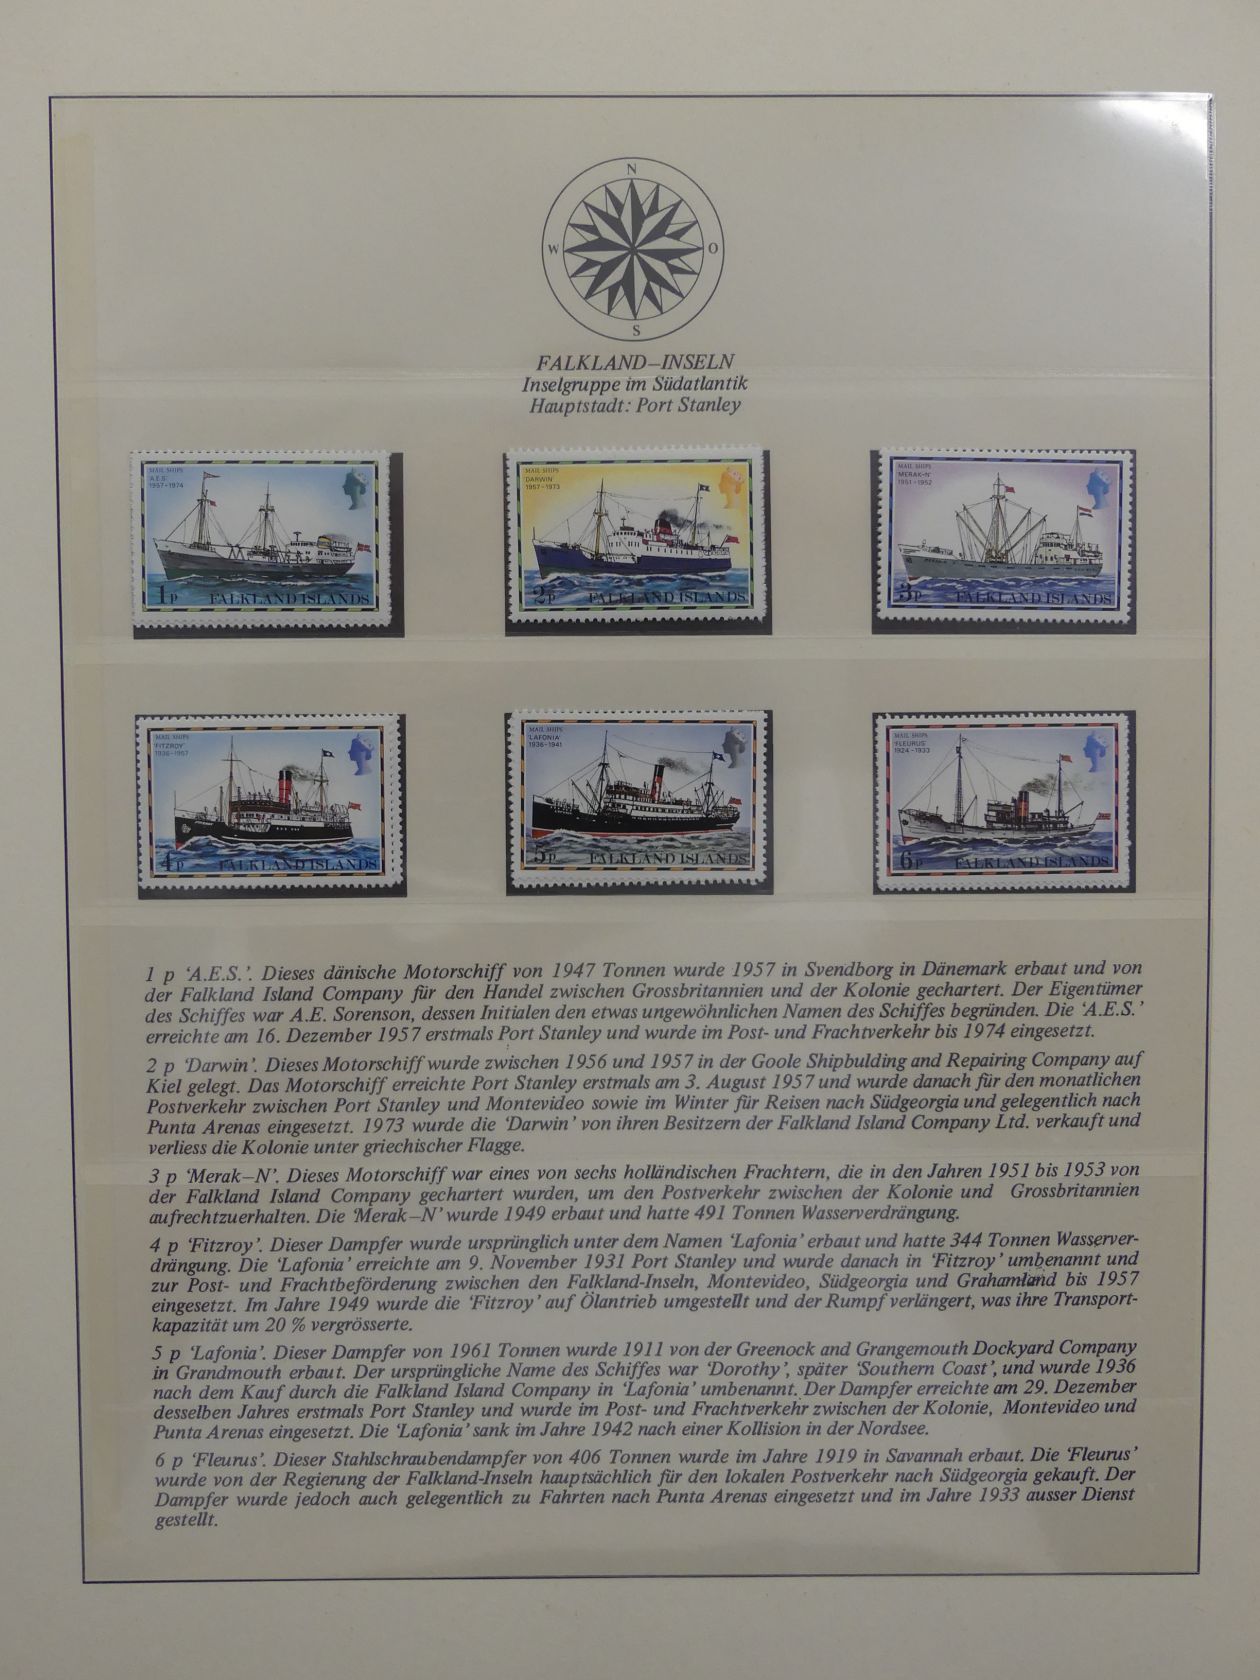 N
W O
S
FALKLAND–INSELN
Inselgruppe im Südatlantik
Hauptstadt: Port Stanley
MAIL SHIPS
'A.E.S.'
1957-1974
1p FALKLAND ISLANDS
MAIL SHIPS
'DARWIN'
1957-1973
2p FALKLAND ISLANDS
MAIL SHIPS
'MERAK-N'
1951-1952
3p FALKLAND ISLANDS
MAIL SHIPS
'FITZROY'
1936-1957
4p FALKLAND ISLANDS
MAIL SHIPS
'LAFONIA'
1936-1941
5p FALKLAND ISLANDS
MAIL SHIPS
'FLEURUS'
1924-1933
6p FALKLAND ISLANDS
1 p ‘A.E.S.’. Dieses dänische Motorschiff von 1947 Tonnen wurde 1957 in Svendborg in Dänemark erbaut und von
der Falkland Island Company für den Handel zwischen Grossbritannien und der Kolonie gechartert. Der Eigentümer
des Schiffes war A.E. Sorenson, dessen Initialen den etwas ungewöhnlichen Namen des Schiffes begründen. Die ‘A.E.S.’
erreichte am 16. Dezember 1957 erstmals Port Stanley und wurde im Post- und Frachtverkehr bis 1974 eingesetzt.
2 p ‘Darwin’. Dieses Motorschiff wurde zwischen 1956 und 1957 in der Goole Shipbulding and Repairing Company auf
Kiel gelegt. Das Motorschiff erreichte Port Stanley erstmals am 3. August 1957 und wurde danach für den monatlichen
Postverkehr zwischen Port Stanley und Montevideo sowie im Winter für Reisen nach Südgeorgia und gelegentlich nach
Punta Arenas eingesetzt. 1973 wurde die ‘Darwin’ von ihren Besitzern der Falkland Island Company Ltd. verkauft und
verliess die Kolonie unter griechischer Flagge.
3 p ‘Merak–N’. Dieses Motorschiff war eines von sechs holländischen Frachtern, die in den Jahren 1951 bis 1953 von
der Falkland Island Company gechartert wurden, um den Postverkehr zwischen der Kolonie und Grossbritannien
aufrechtzuerhalten. Die ‘Merak–N’ wurde 1949 erbaut und hatte 491 Tonnen Wasserverdrängung.
4 p ‘Fitzroy’. Dieser Dampfer wurde ursprünglich unter dem Namen ‘Lafonia’ erbaut und hatte 344 Tonnen Wasserver-
drängung. Die ‘Lafonia’ erreichte am 9. November 1931 Port Stanley und wurde danach in ‘Fitzroy’ umbenannt und
zur Post- und Frachtbeförderung zwischen den Falkland-Inseln, Montevideo, Südgeorgia und Grahamland bis 1957
eingesetzt. Im Jahre 1949 wurde die ‘Fitzroy’ auf Ölantrieb umgestellt und der Rumpf verlängert, was ihre Transport-
kapazität um 20 % vergrösserte.
5 p ‘Lafonia’. Dieser Dampfer von 1961 Tonnen wurde 1911 von der Greenock and Grangemouth Dockyard Company
in Grandmouth erbaut. Der ursprüngliche Name des Schiffes war ‘Dorothy’, später ‘Southern Coast’, und wurde 1936
nach dem Kauf durch die Falkland Island Company in ‘Lafonia’ umbenannt. Der Dampfer erreichte am 29. Dezember
desselben Jahres erstmals Port Stanley und wurde im Post- und Frachtverkehr zwischen der Kolonie, Montevideo und
Punta Arenas eingesetzt. Die ‘Lafonia’ sank im Jahre 1942 nach einer Kollision in der Nordsee.
6 p ‘Fleurus’. Dieser Stahlschraubendampfer von 406 Tonnen wurde im Jahre 1919 in Savannah erbaut. Die ‘Fleurus’
wurde von der Regierung der Falkland-Inseln hauptsächlich für den lokalen Postverkehr nach Südgeorgia gekauft. Der
Dampfer wurde jedoch auch gelegentlich zu Fahrten nach Punta Arenas eingesetzt und im Jahre 1933 ausser Dienst
gestellt.